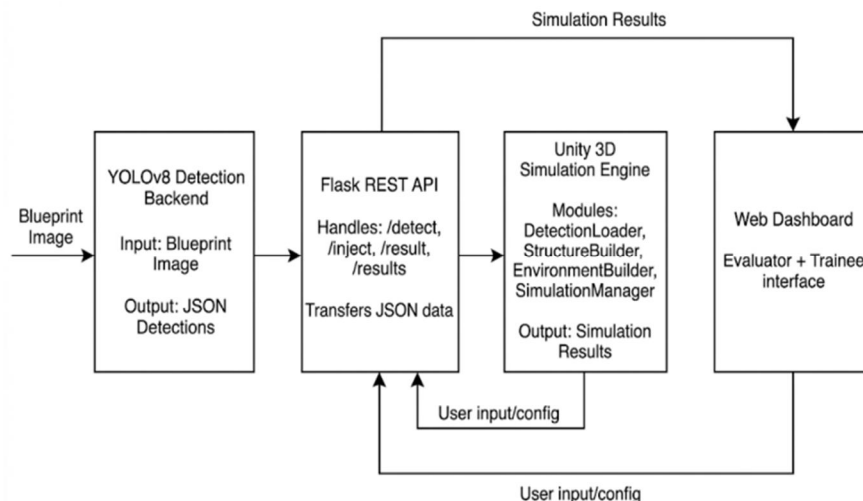 Simulation Results
Blueprint
Image
YOLOv8 Detection
Backend
Input: Blueprint
Image
Output: JSON
Detections
Flask REST API
Handles: /detect,
/inject, /result,
/results
Transfers JSON data
Unity 3D
Simulation Engine
Modules:
DetectionLoader,
StructureBuilder,
EnvironmentBuilder,
SimulationManager
Output: Simulation
Results
Web Dashboard
Evaluator + Trainee
interface
User input/config
User input/config